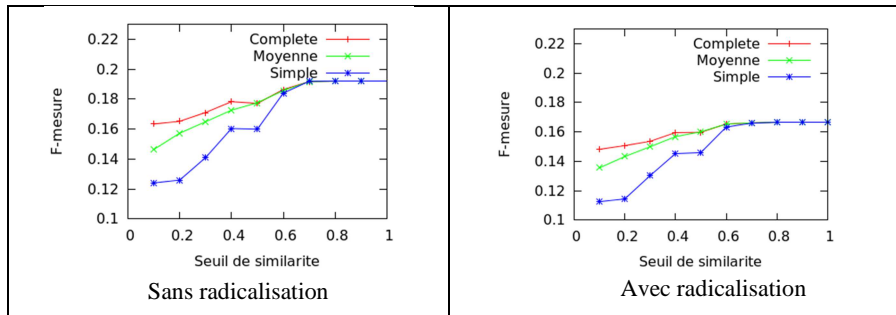 0.22
0.2
0.18
0.16
0.14
0.12
0.1
F-mesure
Complete
Moyenne
Simple
0 0.2 0.4 0.6 0.8 1
Seuil de similarite
Sans radicalisation
0.22
0.2
0.18
0.16
0.14
0.12
0.1
F-mesure
Complete
Moyenne
Simple
0 0.2 0.4 0.6 0.8 1
Seuil de similarite
Avec radicalisation